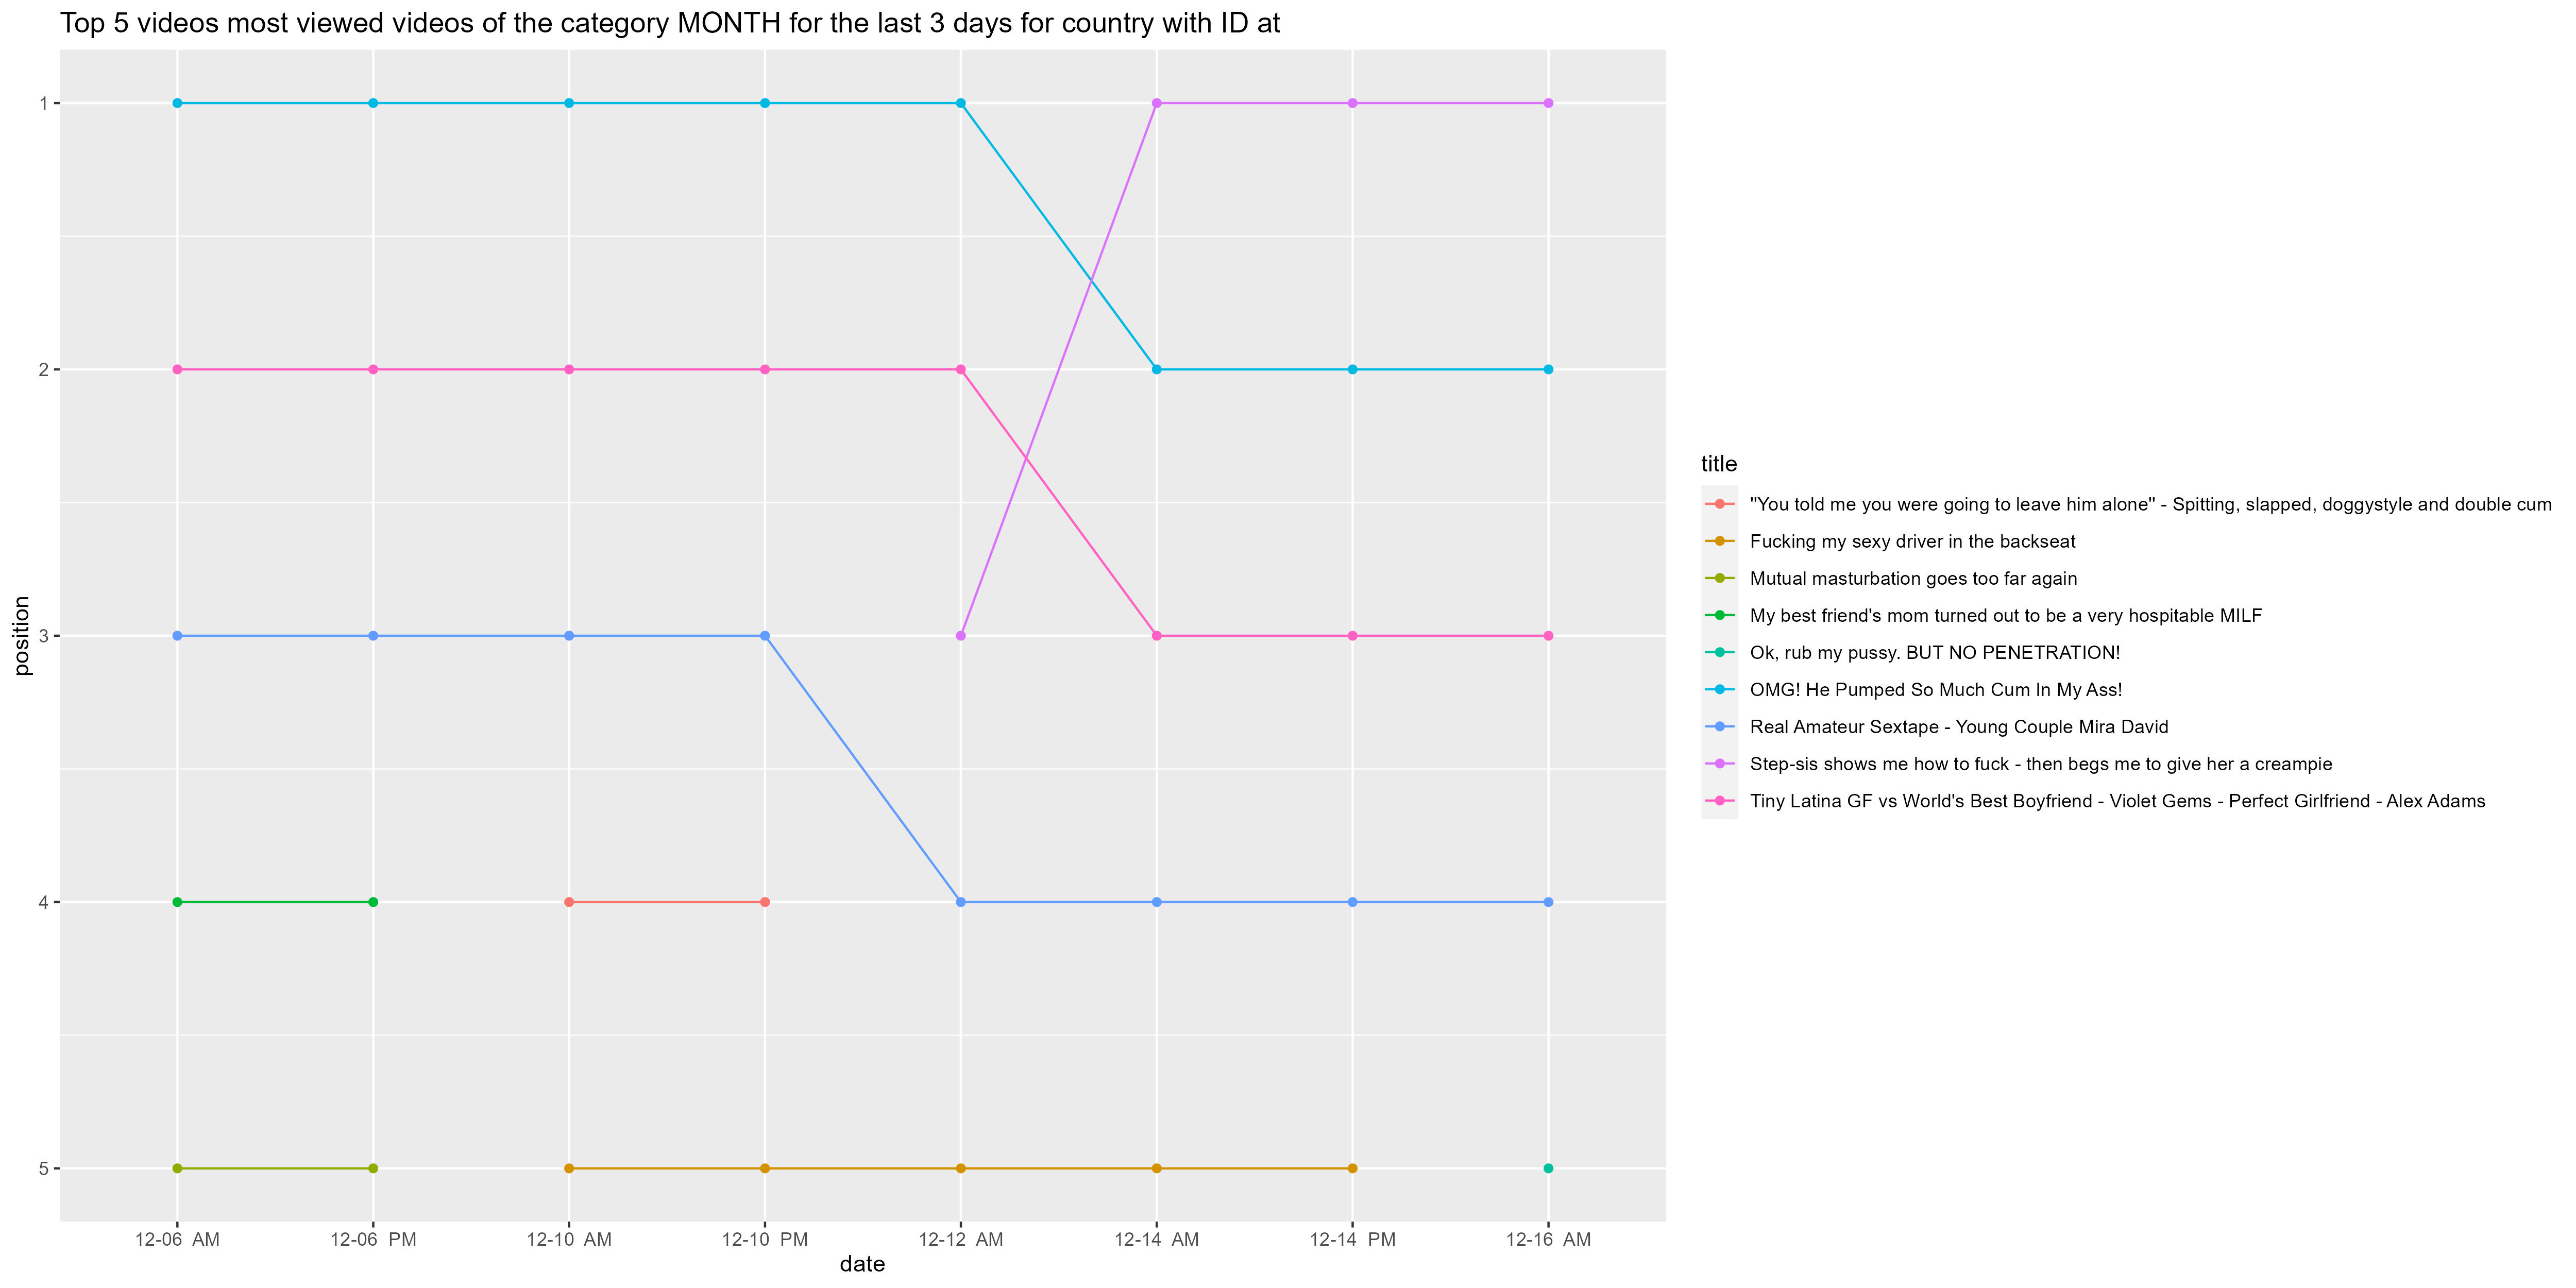 Top 5 videos most viewed videos of the category MONTH for the last 3 days for country with ID at
1
2
3
4
5
position
12-06 AM
12-06 PM
12-10 AM
12-10 PM
12-12 AM
12-14 AM
12-14 PM
12-16 AM
date
title
"You told me you were going to leave him alone" - Spitting, slapped, doggystyle and double cum
Fucking my sexy driver in the backseat
Mutual masturbation goes too far again
My best friend's mom turned out to be a very hospitable MILF
Ok, rub my pussy. BUT NO PENETRATION!
OMG! He Pumped So Much Cum In My Ass!
Real Amateur Sextape - Young Couple Mira David
Step-sis shows me how to fuck - then begs me to give her a creampie
Tiny Latina GF vs World's Best Boyfriend - Violet Gems - Perfect Girlfriend - Alex Adams